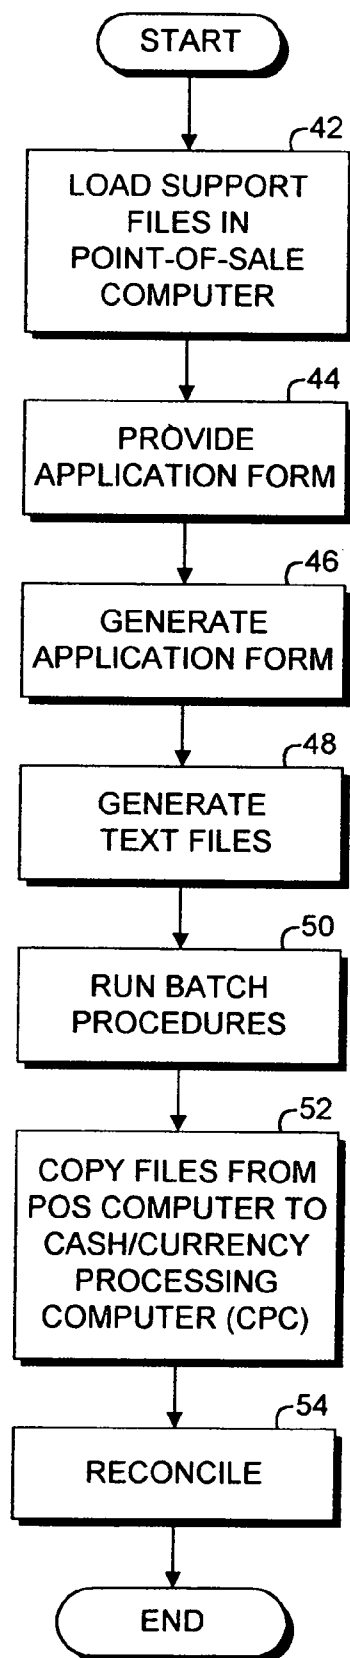 START
42
LOAD SUPPORT
FILES IN
POINT-OF-SALE
COMPUTER
44
PROVIDE
APPLICATION FORM
46
GENERATE
APPLICATION FORM
48
GENERATE
TEXT FILES
50
RUN BATCH
PROCEDURES
52
COPY FILES FROM
POS COMPUTER TO
CASH/CURRENCY
PROCESSING
COMPUTER (CPC)
54
RECONCILE
END